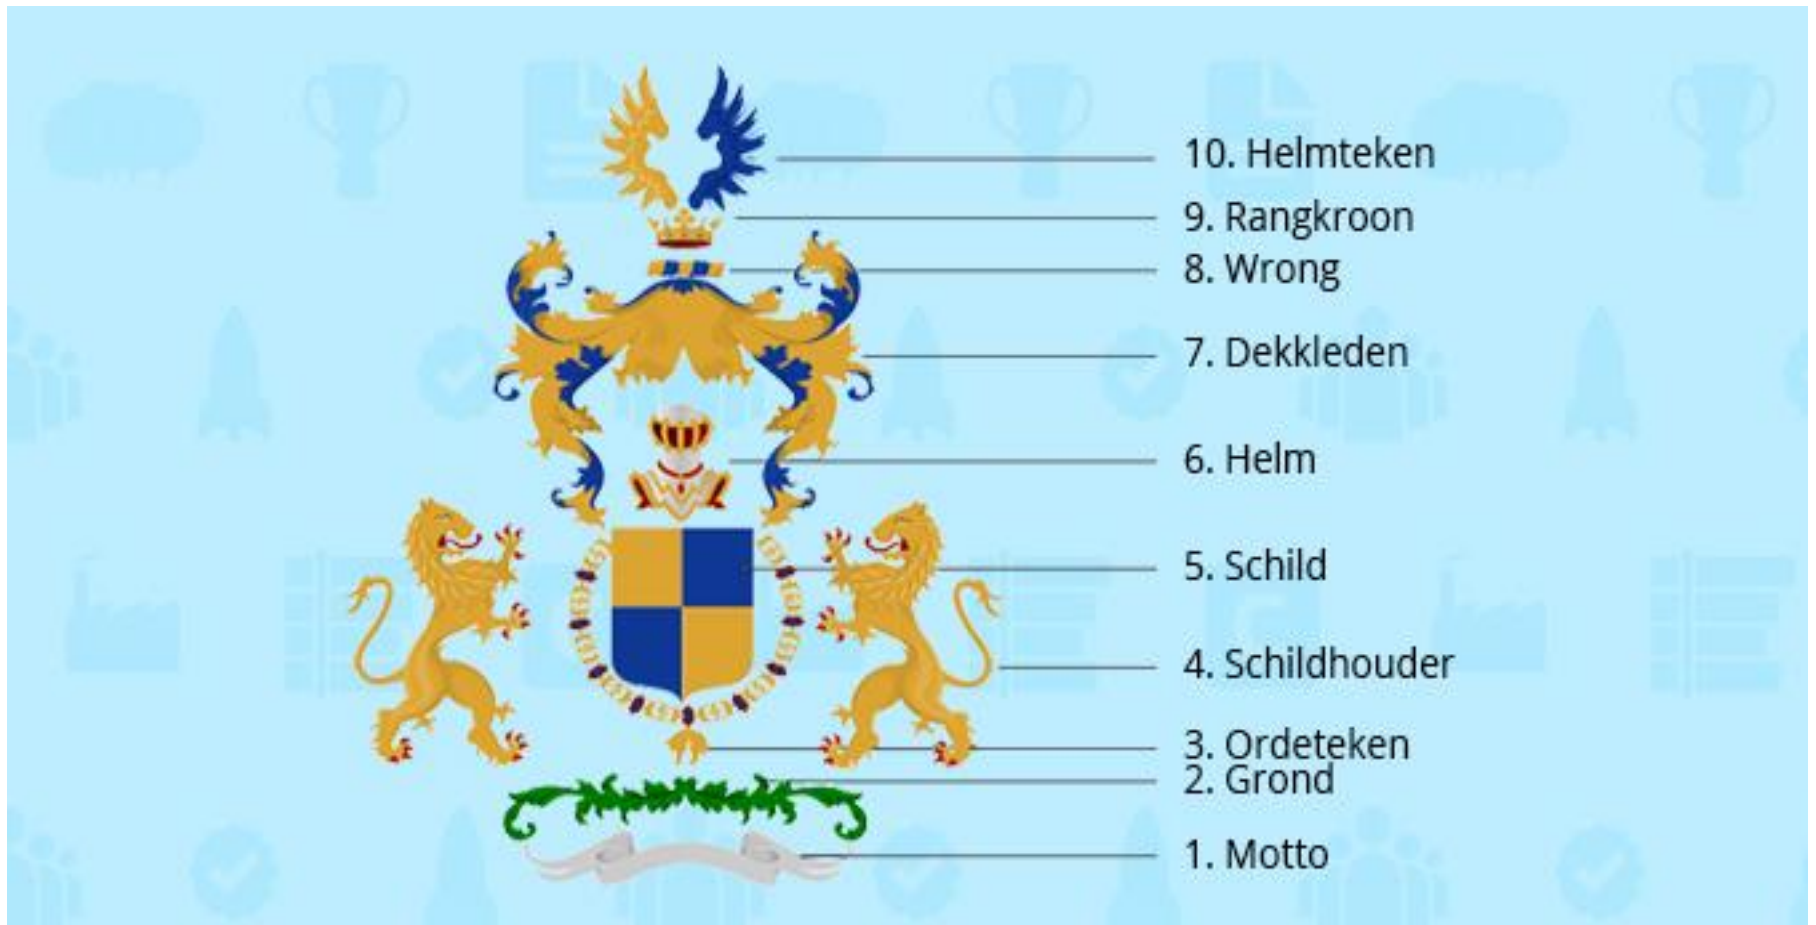 10. Helmteken
9. Rangkroon
8. Wrong
7. Dekkleden
6. Helm
5. Schild
4. Schildhouder
3. Ordeteken
2. Grond
1. Motto